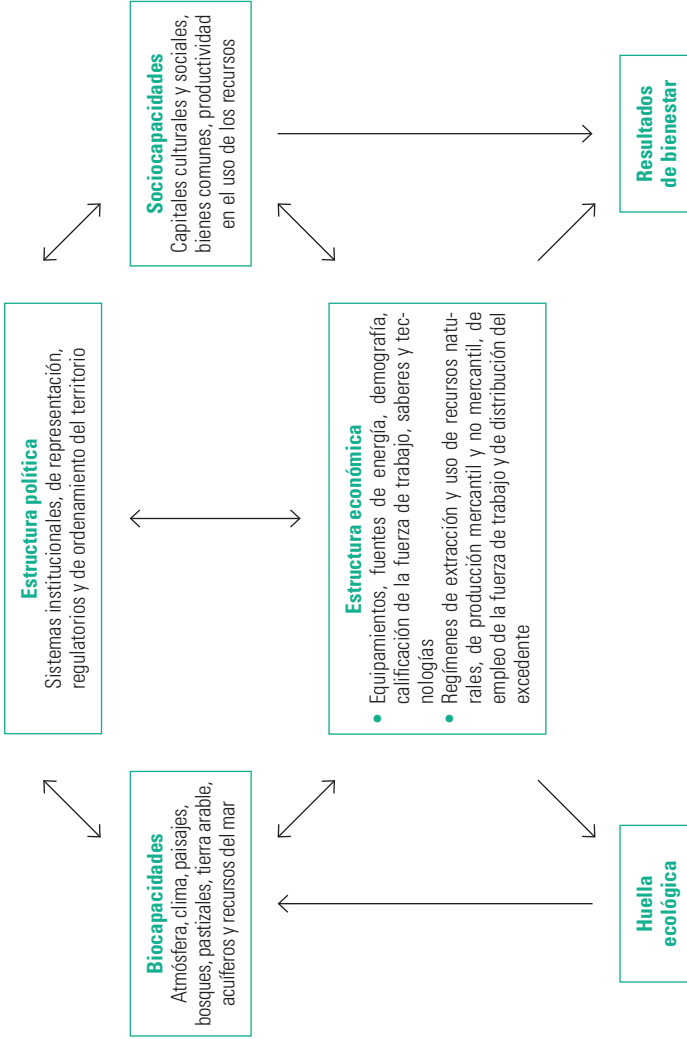 Estructura política
Sistemas institucionales, de representación,
regulatorios y de ordenamiento del territorio
Biocapacidades
Atmósfera, clima, paisajes,
bosques, pastizales, tierra arable,
acuíferos y recursos del mar
Sociocapacidades
Capitales culturales y sociales,
bienes comunes, productividad
en el uso de los recursos
Estructura económica
• Equipamientos, fuentes de energía, demografía,
calificación de la fuerza de trabajo, saberes y tec-
nologías
• Regímenes de extracción y uso de recursos natu-
rales, de producción mercantil y no mercantil, de
empleo de la fuerza de trabajo y de distribución del
excedente
Huella
ecológica
Resultados
de bienestar